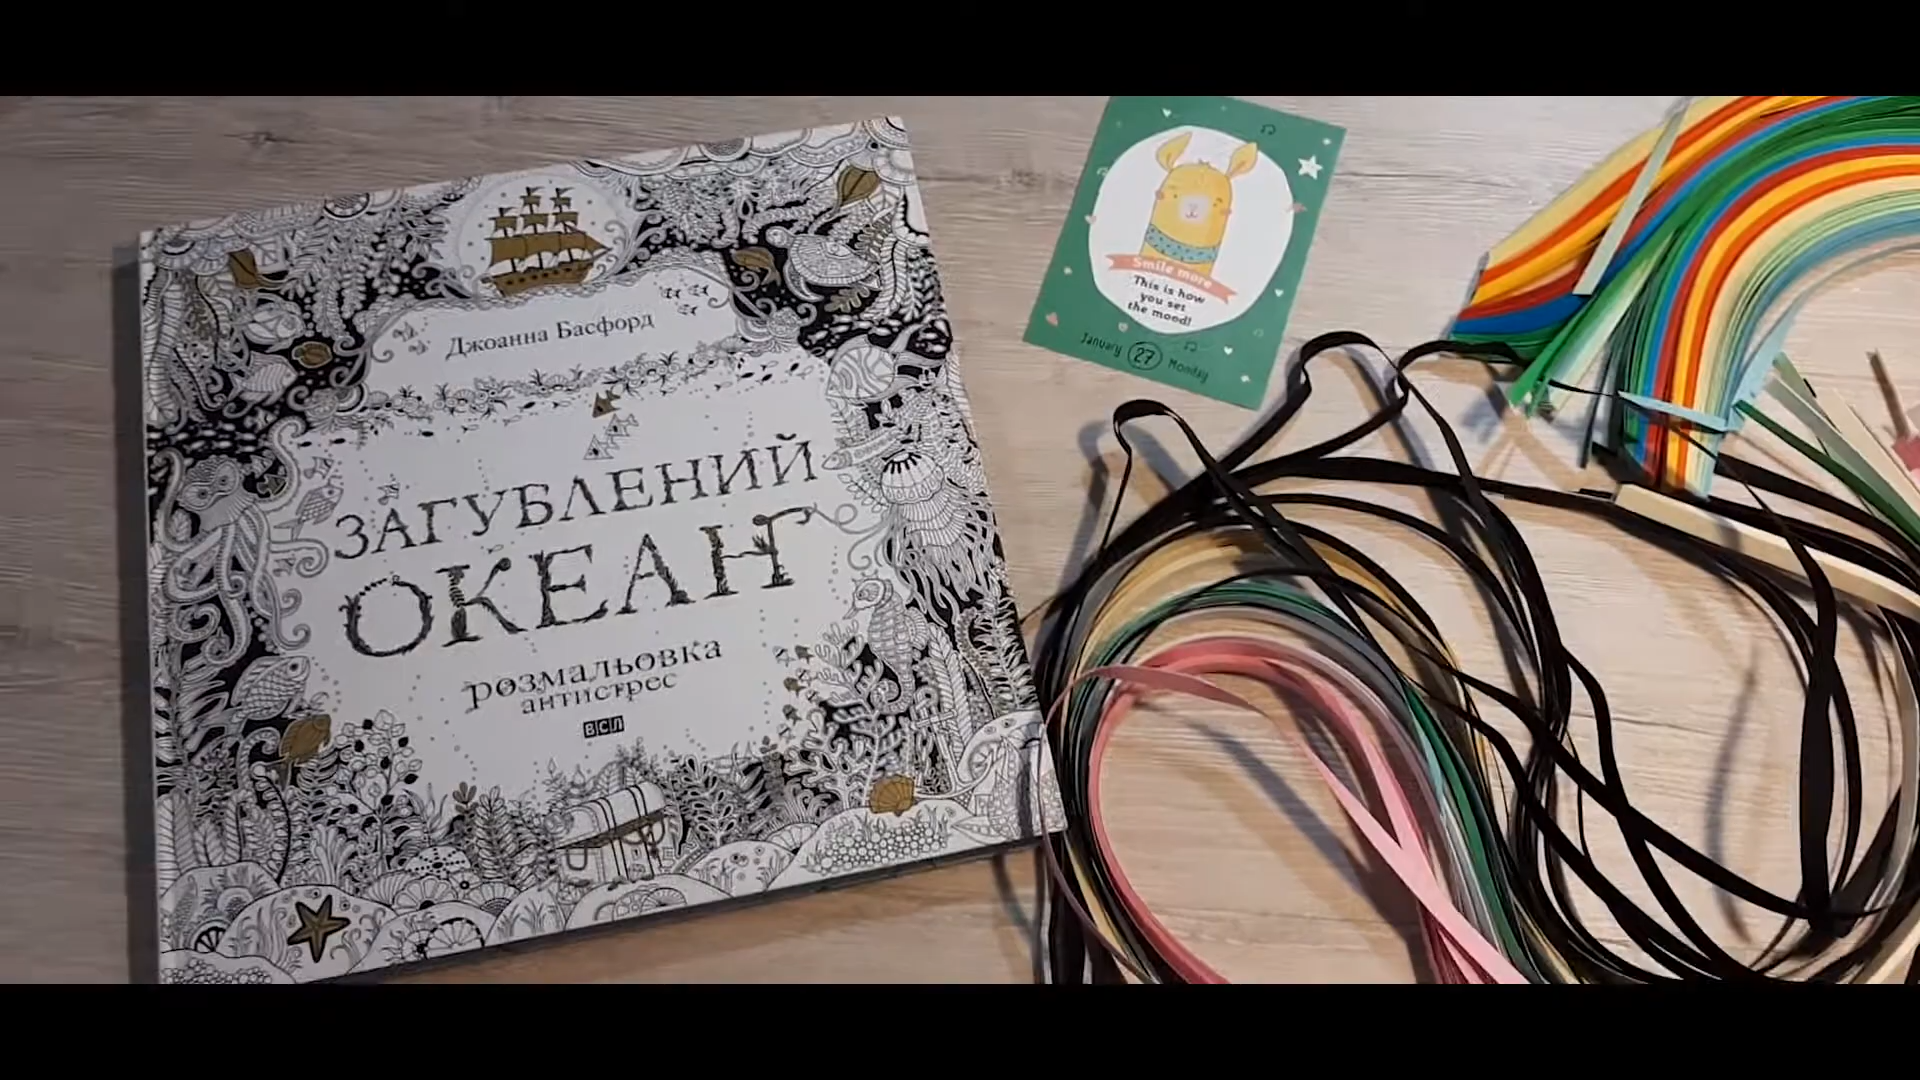 Джоанна Басфорд
ЗАГУБЛЕНИЙ
ОКЕАН
розмальовка
антистрес
ВСЛ
Smile more
This is how
you set
the mood!
January 27 Monday